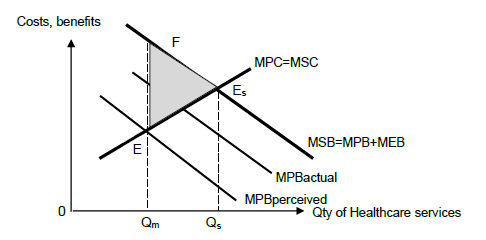 Costs, benefits
F
MPC=MSC
Es
E
MSB=MPB+MEB
MPBactual
MPBperceived
0
Qty of Healthcare services
Qm
Qs